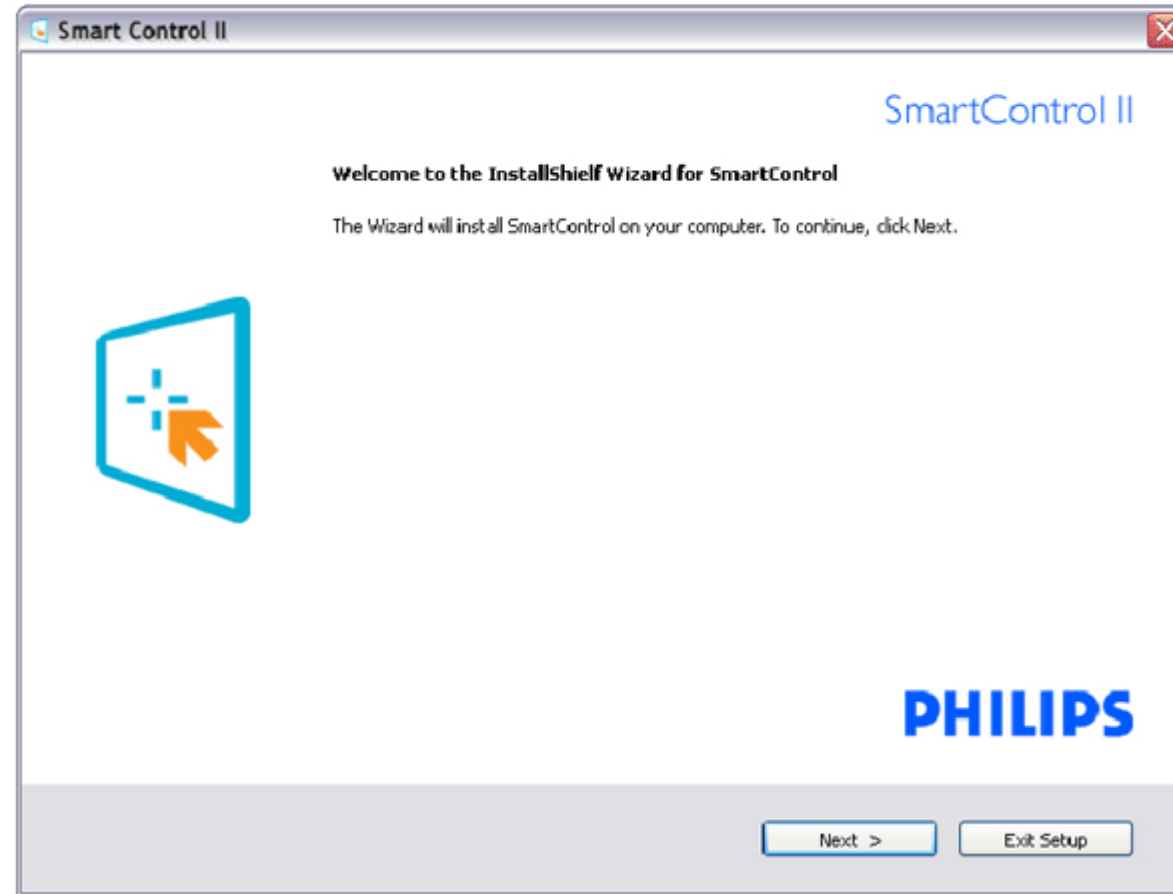 Smart Control II
SmartControl II
Welcome to the InstallShielf Wizard for SmartControl
The Wizard will install SmartControl on your computer. To continue, click Next.
PHILIPS
Next >
Exit Setup